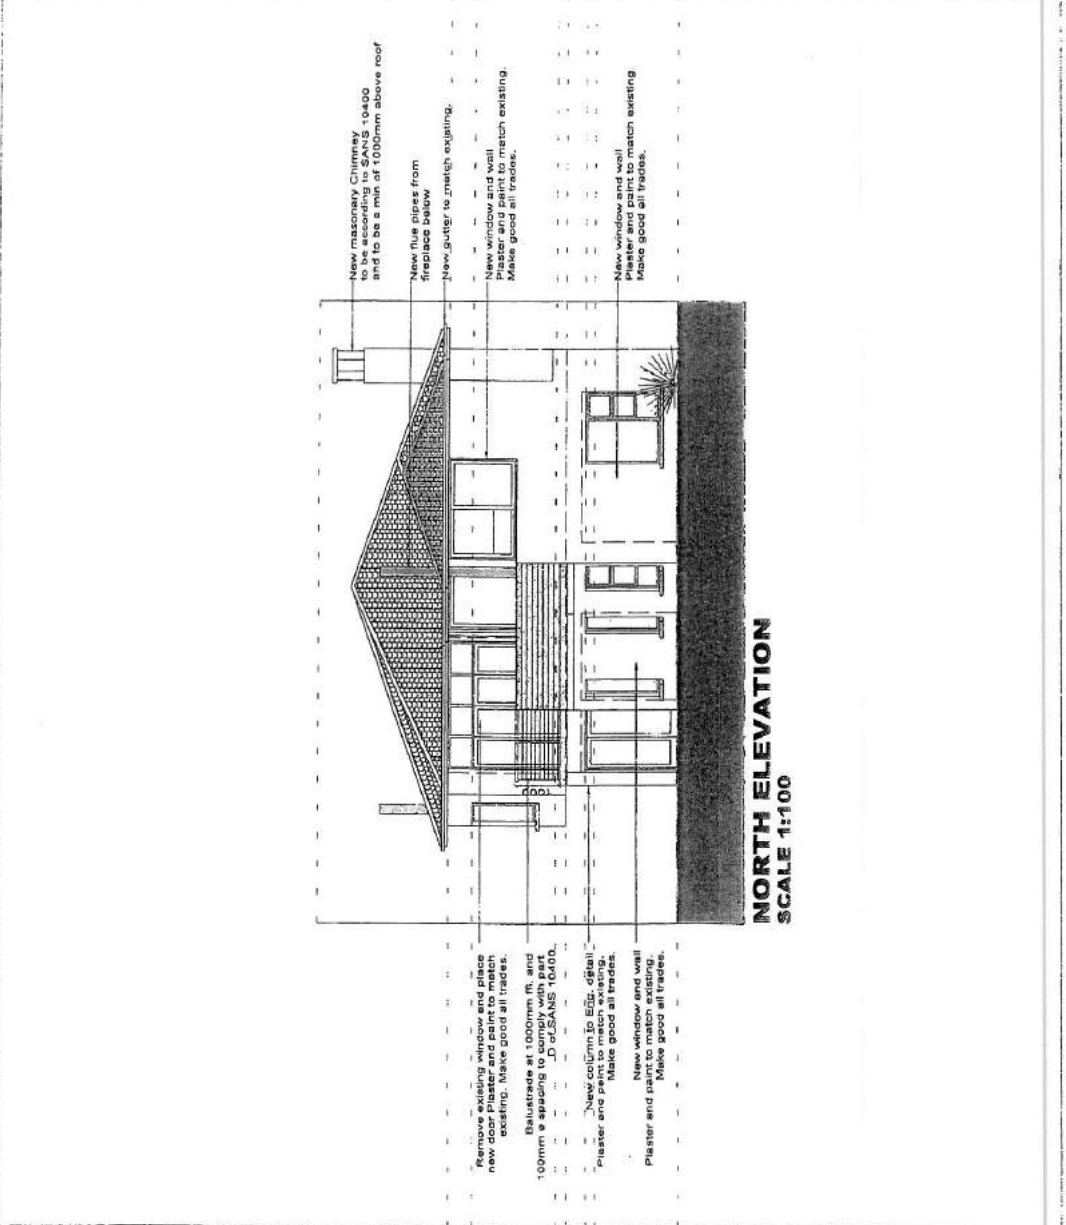 New masonary Chimney
to be according to SANS 10400
and to be a min of 1000mm above roof
New flue pipes from
fireplace below
New gutter to match existing.
New window and wall
Plaster and paint to match existing.
Make good all trades.
New window and wall
Plaster and paint to match existing
Make good all trades.
Remove existing window and place
new door Plaster and paint to match
existing. Make good all trades.
Balustrade at 1000mm ffl. and
100mm ø spacing to comply with part
D of SANS 10400.
New column to Eng. detail
Plaster and paint to match existing.
Make good all trades.
New window and wall
Plaster and paint to match existing.
Make good all trades.
NORTH ELEVATION
SCALE 1:100